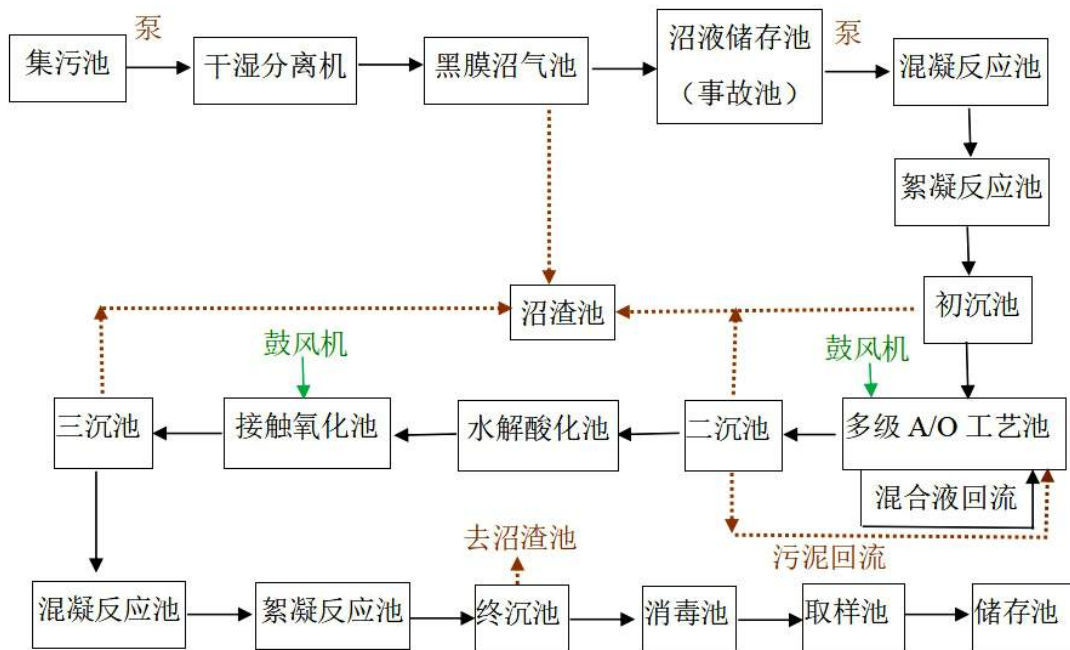 泵
集污池
干湿分离机
黑膜沼气池
沼液储存池
（事故池）
泵
混凝反应池
絮凝反应池
沼渣池
初沉池
鼓风机
鼓风机
三沉池
接触氧化池
水解酸化池
二沉池
多级 A/O 工艺池
混合液回流
去沼渣池
污泥回流
混凝反应池
絮凝反应池
终沉池
消毒池
取样池
储存池